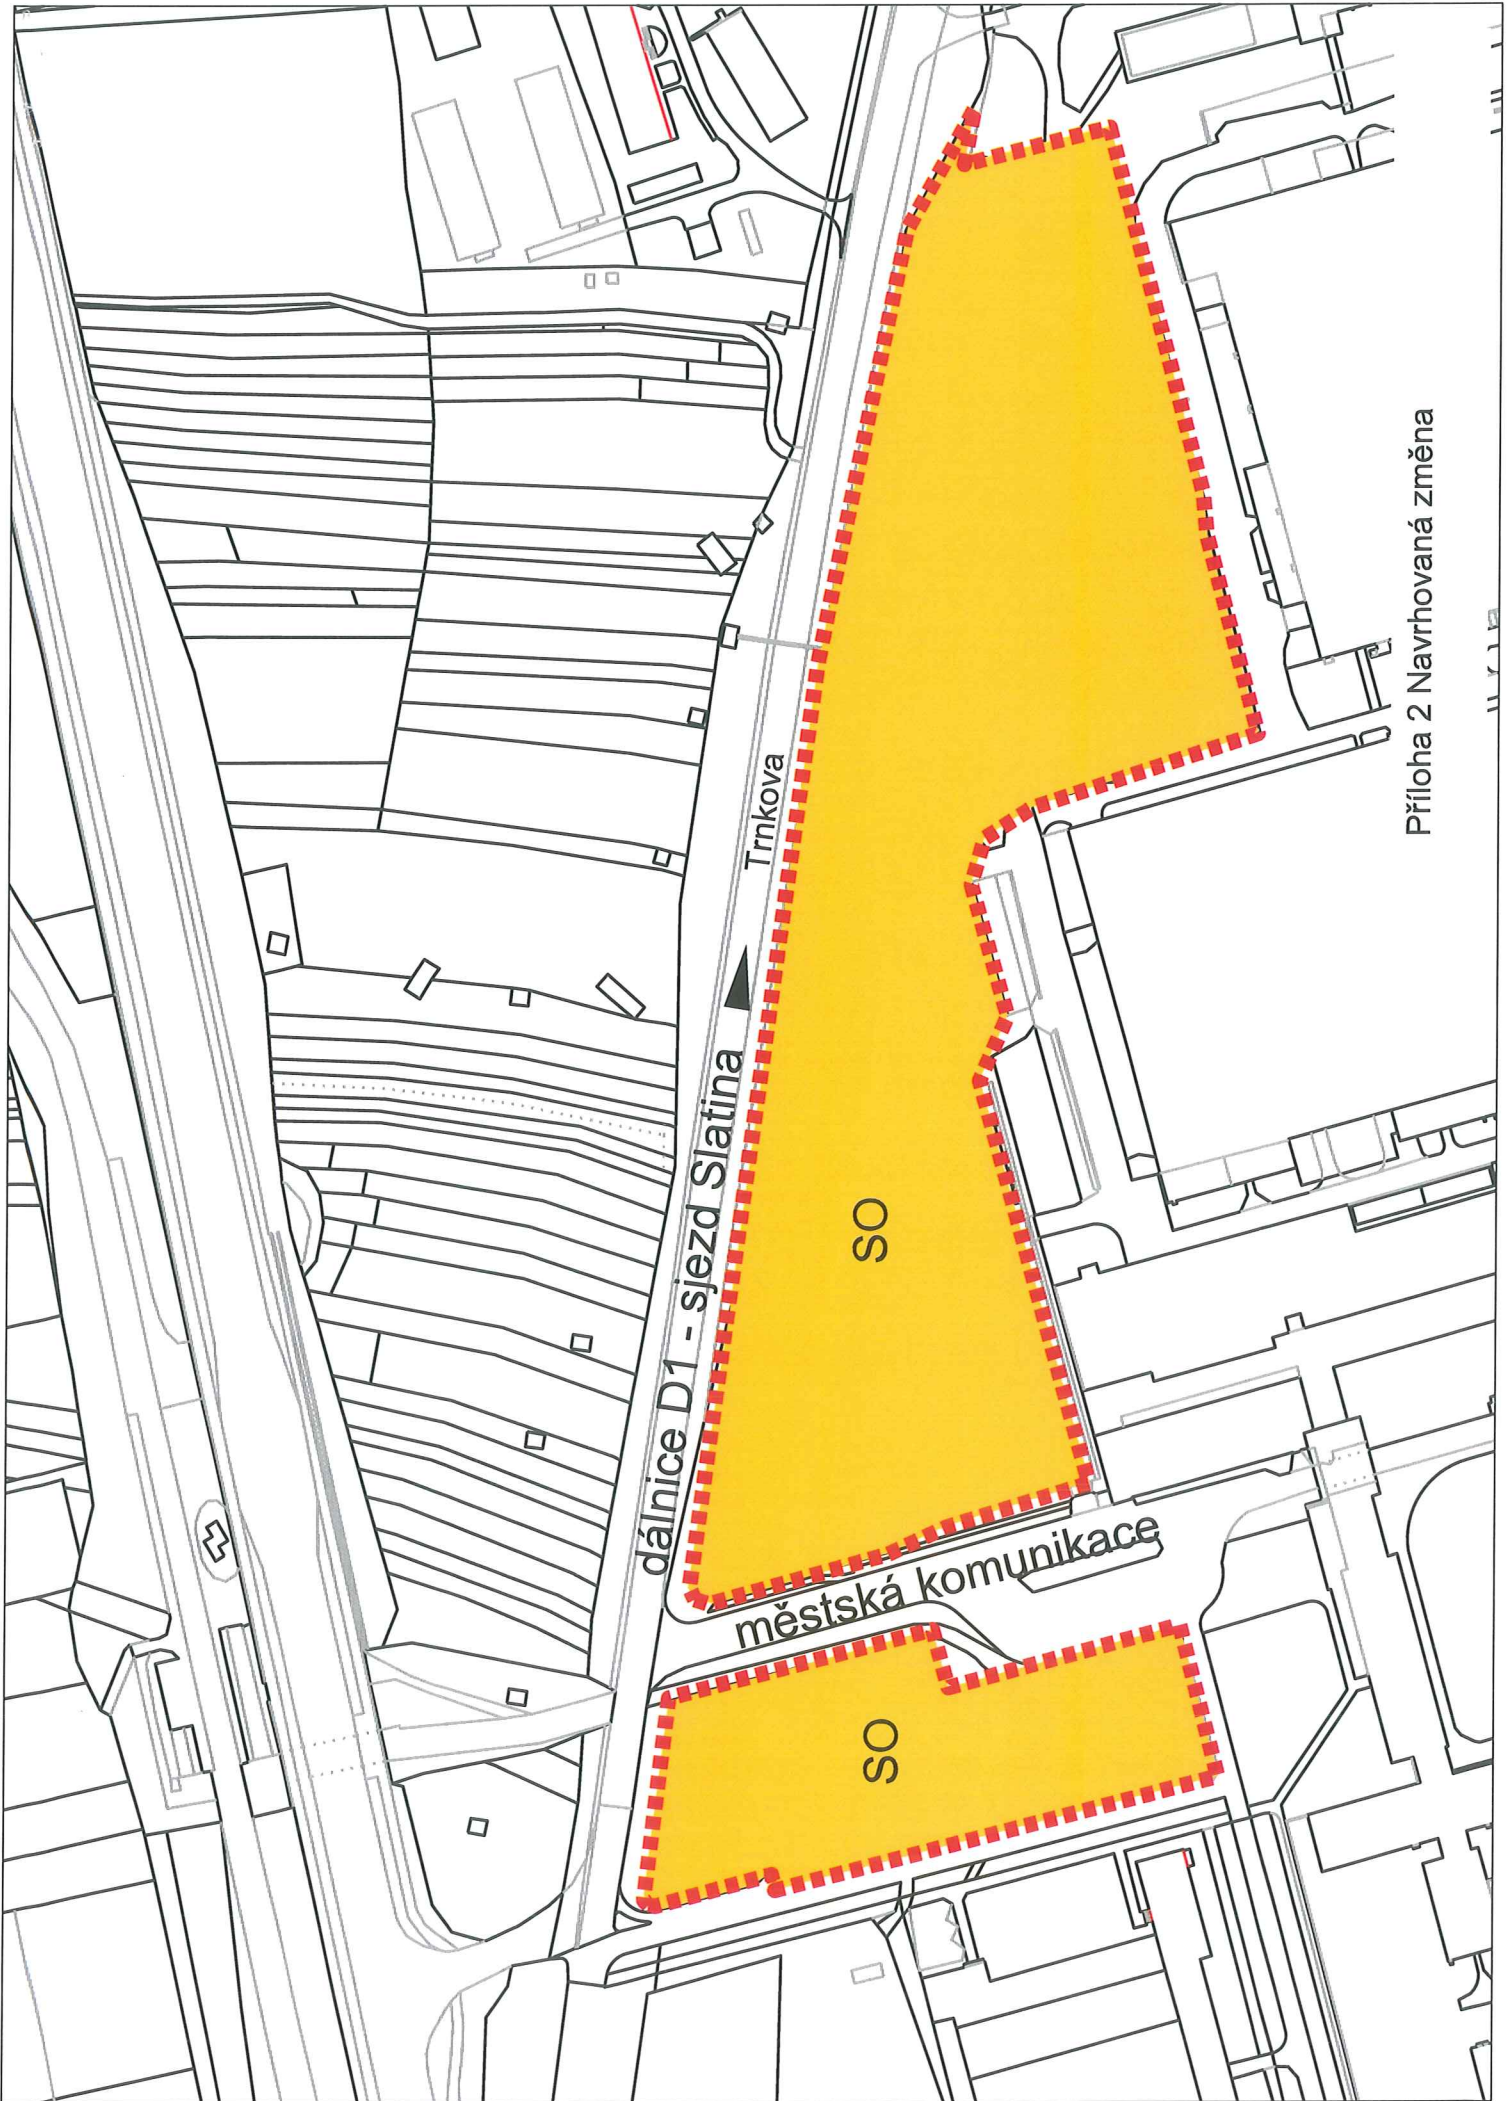 Trnkova
dálnice D1 - sjezd Slatina
SO
městská komunikace
SO
Příloha 2 Navrhovaná změna